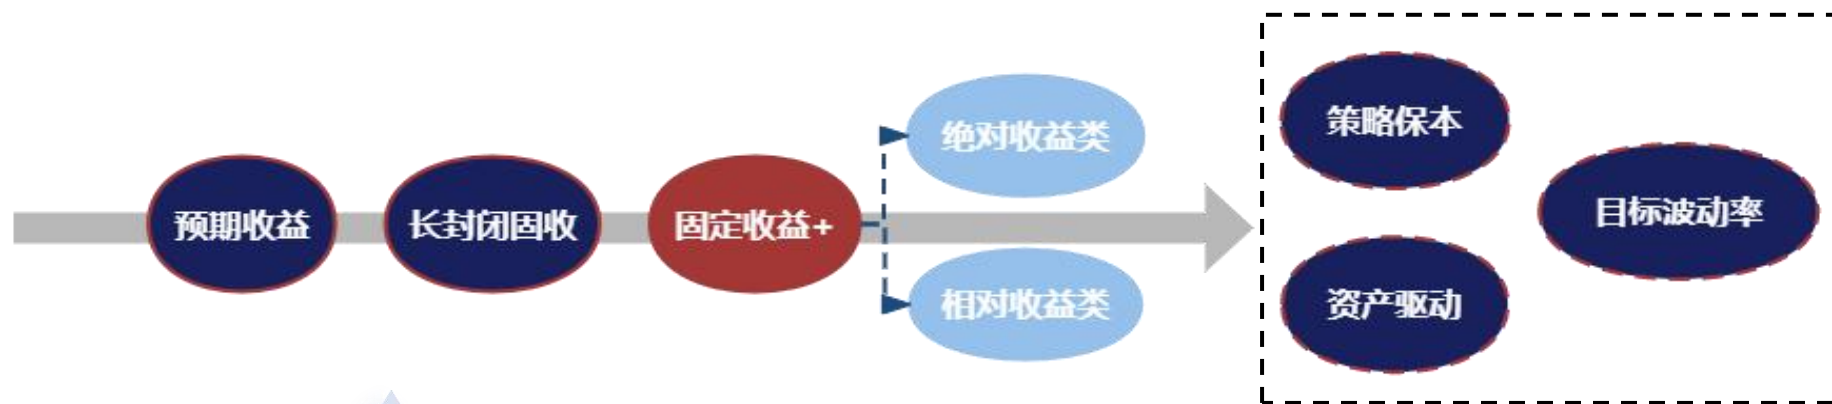 预期收益
长封闭固收
固定收益+
绝对收益类
相对收益类
策略保本
资产驱动
目标波动率